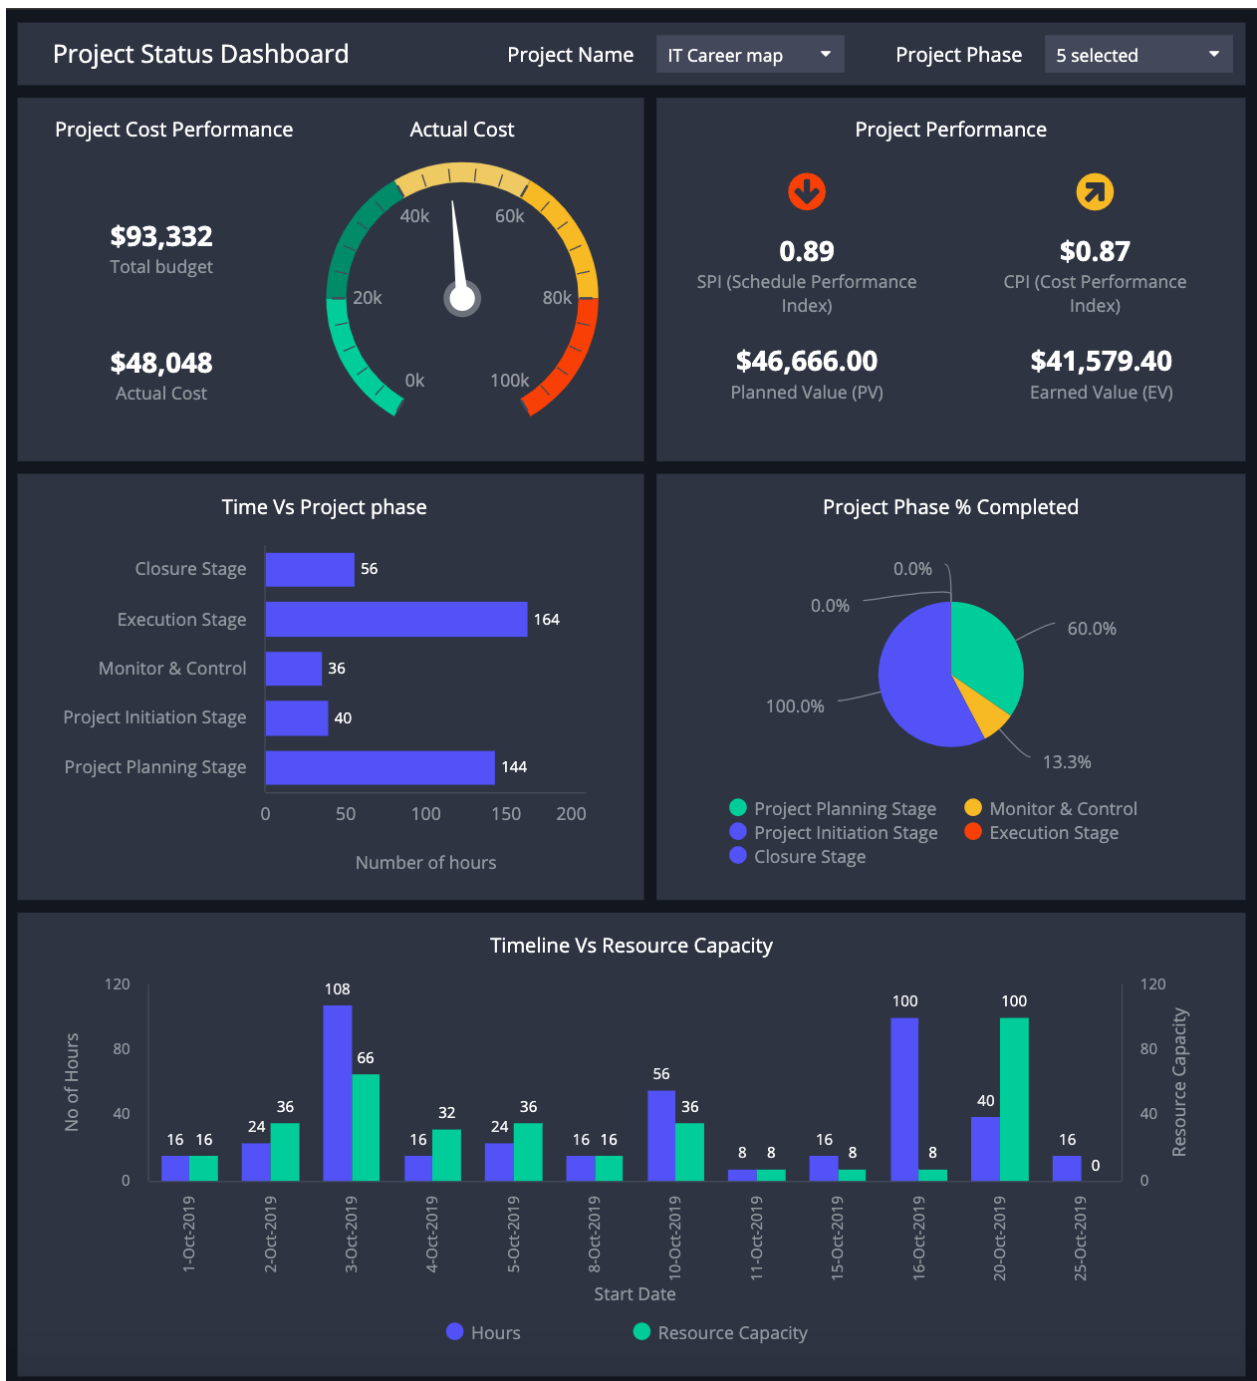 Project Status Dashboard
Project Name
IT Career map
Project Phase
5 selected
Project Cost Performance
Actual Cost
$93,332
Total budget
$48,048
Actual Cost
40k
60k
20k
80k
0k
100k
Project Performance
0.89
SPI (Schedule Performance
Index)
$0.87
CPI (Cost Performance
Index)
$46,666.00
Planned Value (PV)
$41,579.40
Earned Value (EV)
Time Vs Project phase
Closure Stage
56
Execution Stage
164
Monitor & Control
36
Project Initiation Stage
40
Project Planning Stage
144
0 50 100 150 200
Number of hours
Project Phase % Completed
0.0%
0.0%
60.0%
100.0%
13.3%
Project Planning Stage
Monitor & Control
Project Initiation Stage
Execution Stage
Closure Stage
Timeline Vs Resource Capacity
No of Hours
120
80
40
0
16 16
24 36
108 66
16 32
24 36
16 16
56 36
8 8
16 8
100 8
40 100
16 0
120
80
40
0
Resource Capacity
1-Oct-2019
2-Oct-2019
3-Oct-2019
4-Oct-2019
5-Oct-2019
8-Oct-2019
10-Oct-2019
11-Oct-2019
15-Oct-2019
16-Oct-2019
20-Oct-2019
25-Oct-2019
Start Date
Hours
Resource Capacity